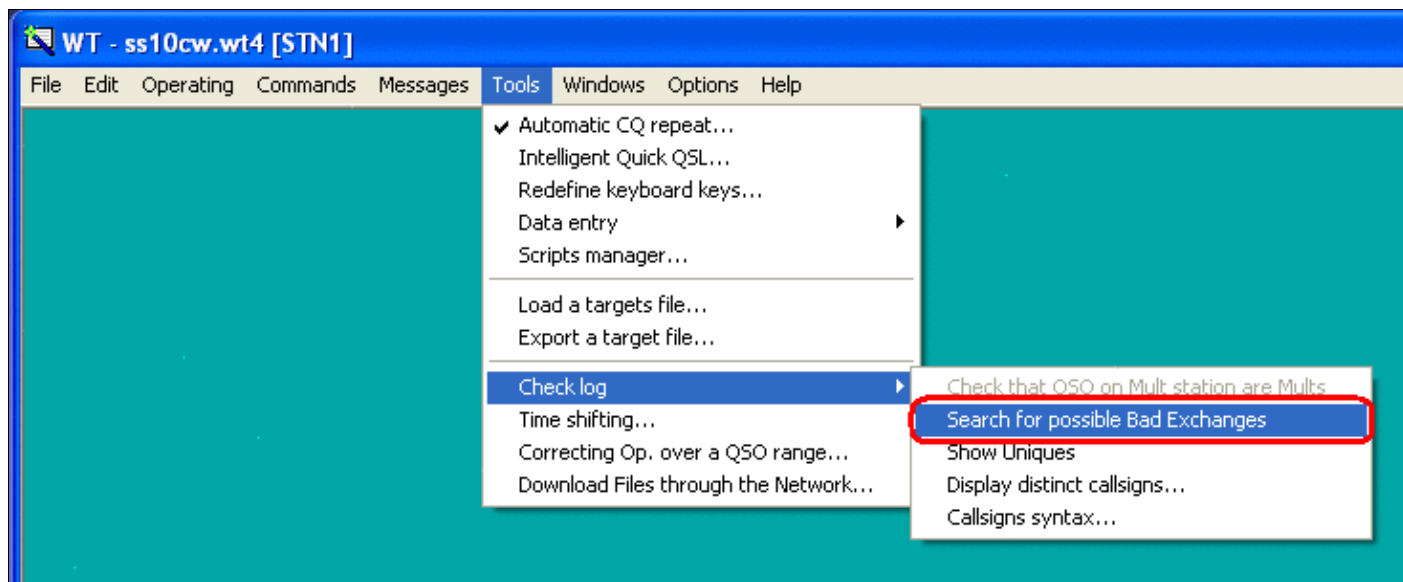 WT - ss10cw.wt4 [STN1]
File Edit Operating Commands Messages Tools Windows Options Help
Automatic CQ repeat...
Intelligent Quick QSL...
Redefine keyboard keys...
Data entry
Scripts manager...
Load a targets file...
Export a target file...
Check log
Time shifting...
Correcting Op. over a QSO range...
Download Files through the Network...
Check that QSO on Mult station are Mults
Search for possible Bad Exchanges
Show Uniques
Display distinct callsigns...
Callsigns syntax...